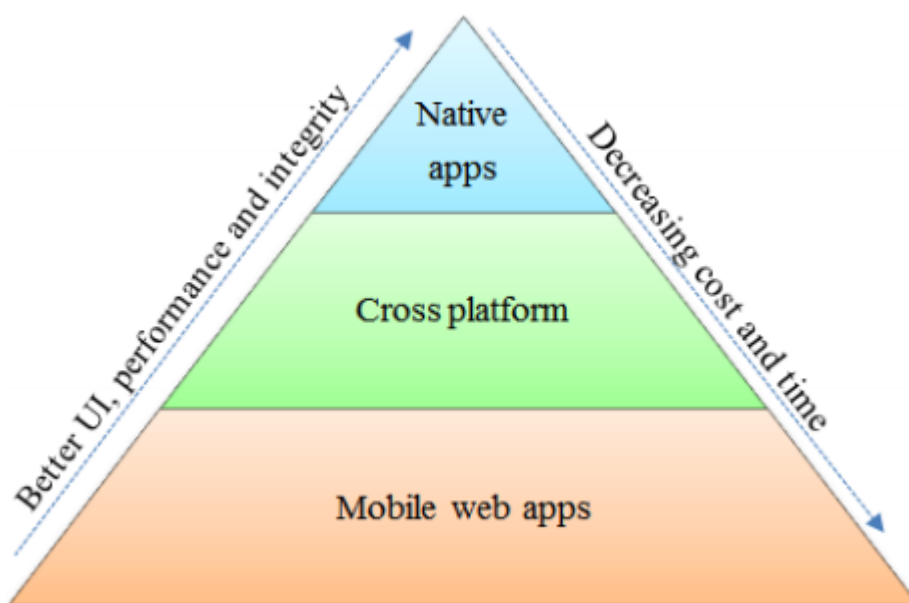 Native
apps
Cross platform
Mobile web apps
Better UI, performance and integrity
Decreasing cost and time